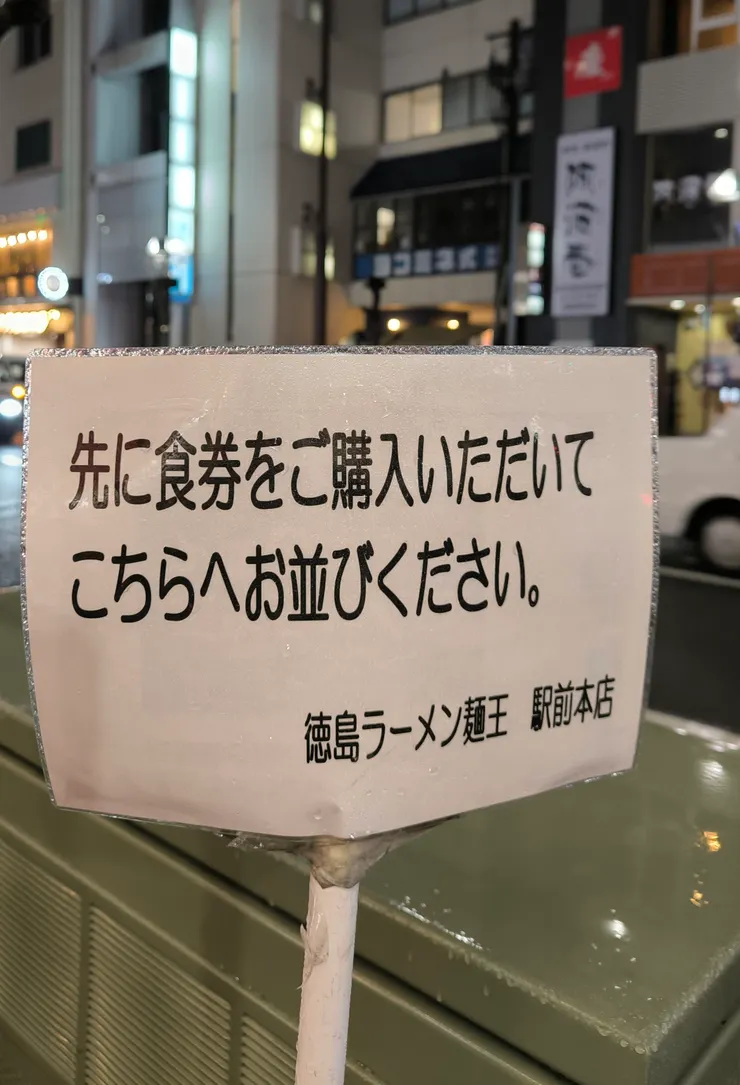 先に食券をご購入いただいて
こちらへお並びください。
徳島ラーメン麺王　駅前本店